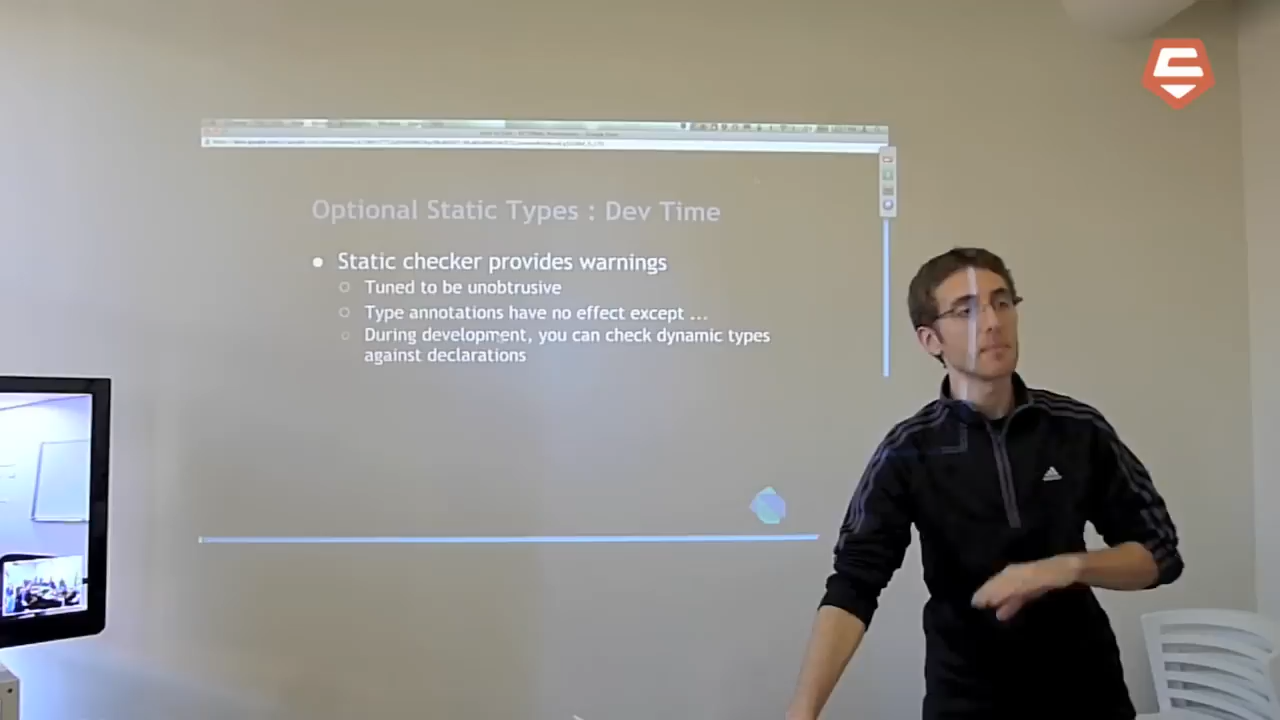 Optional Static Types : Dev Time
Static checker provides warnings
Tuned to be unobtrusive
Type annotations have no effect except ...
During development, you can check dynamic types
against declarations